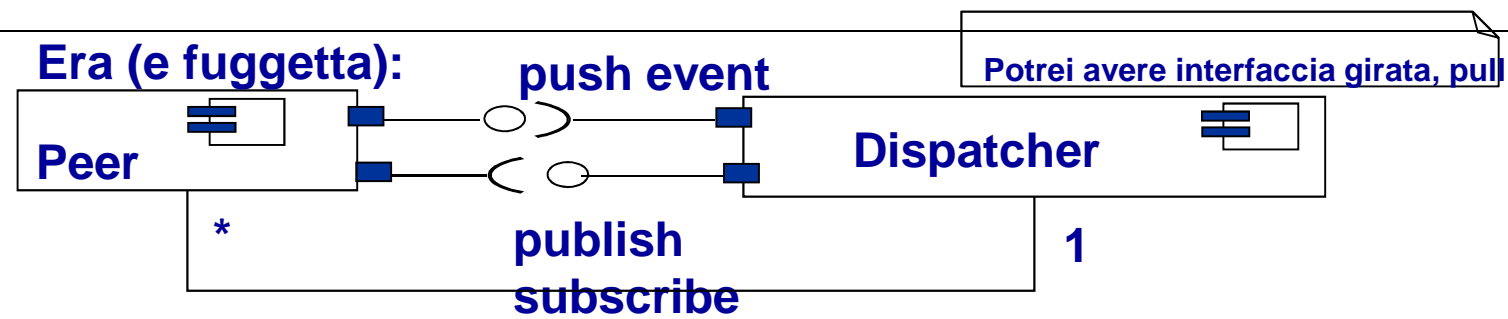 Era (e fuggetta):
push event
Potrei avere interfaccia girata, pull
Peer
Dispatcher
*
publish
subscribe
1